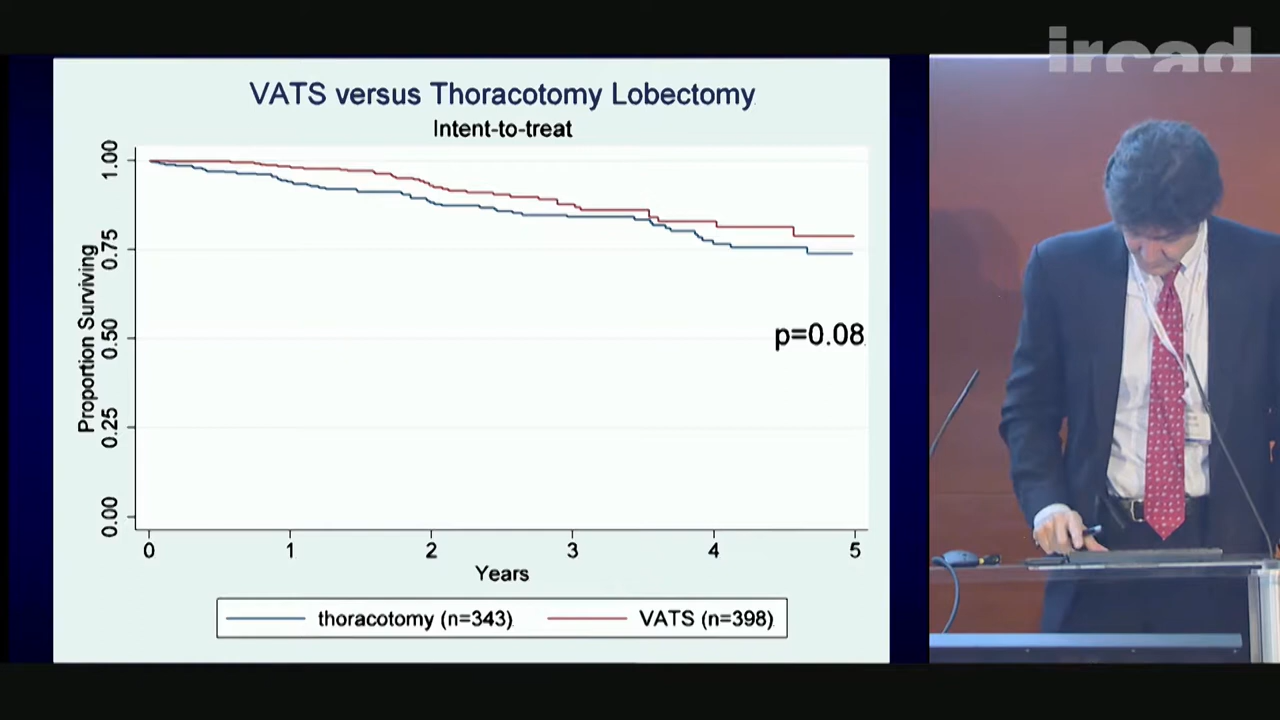 ircad
VATS versus Thoracotomy Lobectomy
Intent-to-treat
Proportion Surviving
1.00
0.75
0.50
0.25
0.00
p=0.08
0 1 2 3 4 5
Years
thoracotomy (n=343) VATS (n=398)